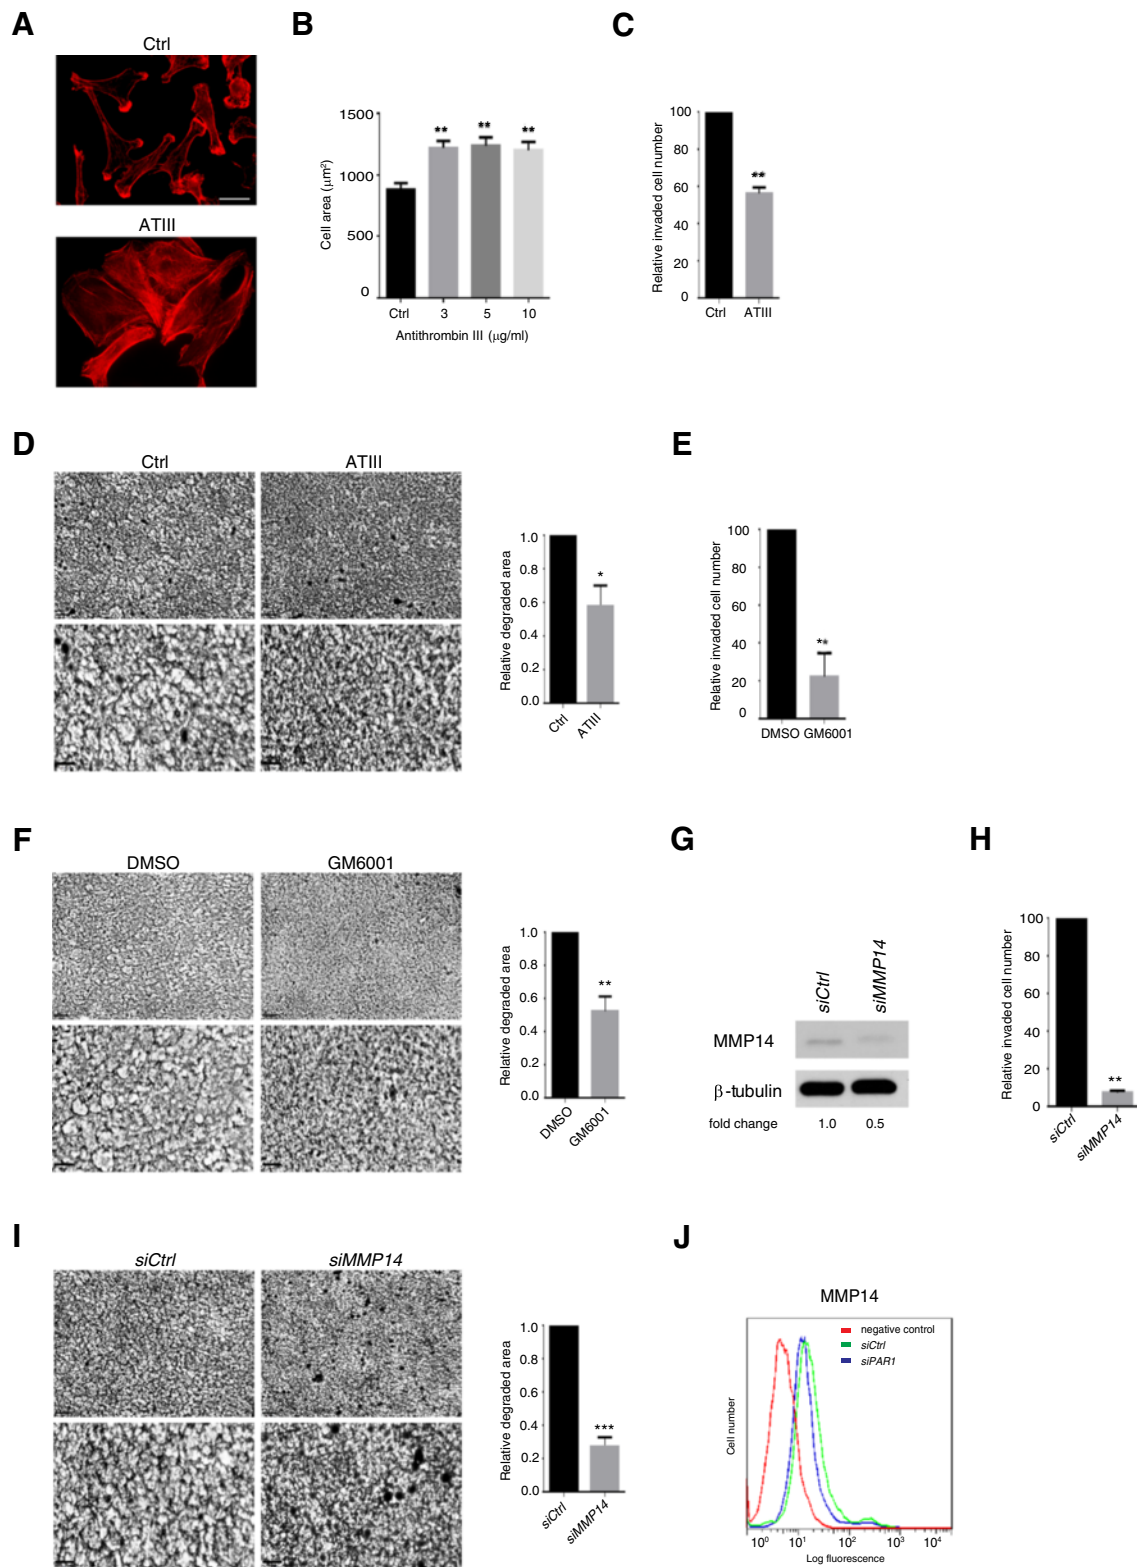 A
Ctrl
ATIII
B
Cell area (μm²)
1500
1000
500
0
**
**
**
Ctrl
3
5
10
Antithrombin III (μg/ml)
C
Relative invaded cell number
100
80
60
40
20
0
**
Ctrl
ATIII
D
Ctrl
ATIII
Relative degraded area
1.0
0.8
0.6
0.4
0.2
0.0
*
Ctrl
ATIII
E
Relative invaded cell number
100
80
60
40
20
0
**
DMSO
GM6001
F
DMSO
GM6001
Relative degraded area
1.0
0.8
0.6
0.4
0.2
0.0
**
DMSO
GM6001
G
siCtrl
siMMP14
MMP14
β-tubulin
fold change
1.0
0.5
H
Relative invaded cell number
100
80
60
40
20
0
**
siCtrl
siMMP14
I
siCtrl
siMMP14
Relative degraded area
1.0
0.8
0.6
0.4
0.2
0.0
***
siCtrl
siMMP14
J
MMP14
negative control
siCtrl
siPAR1
Cell number
10⁰
10¹
10²
10³
10⁴
Log fluorescence